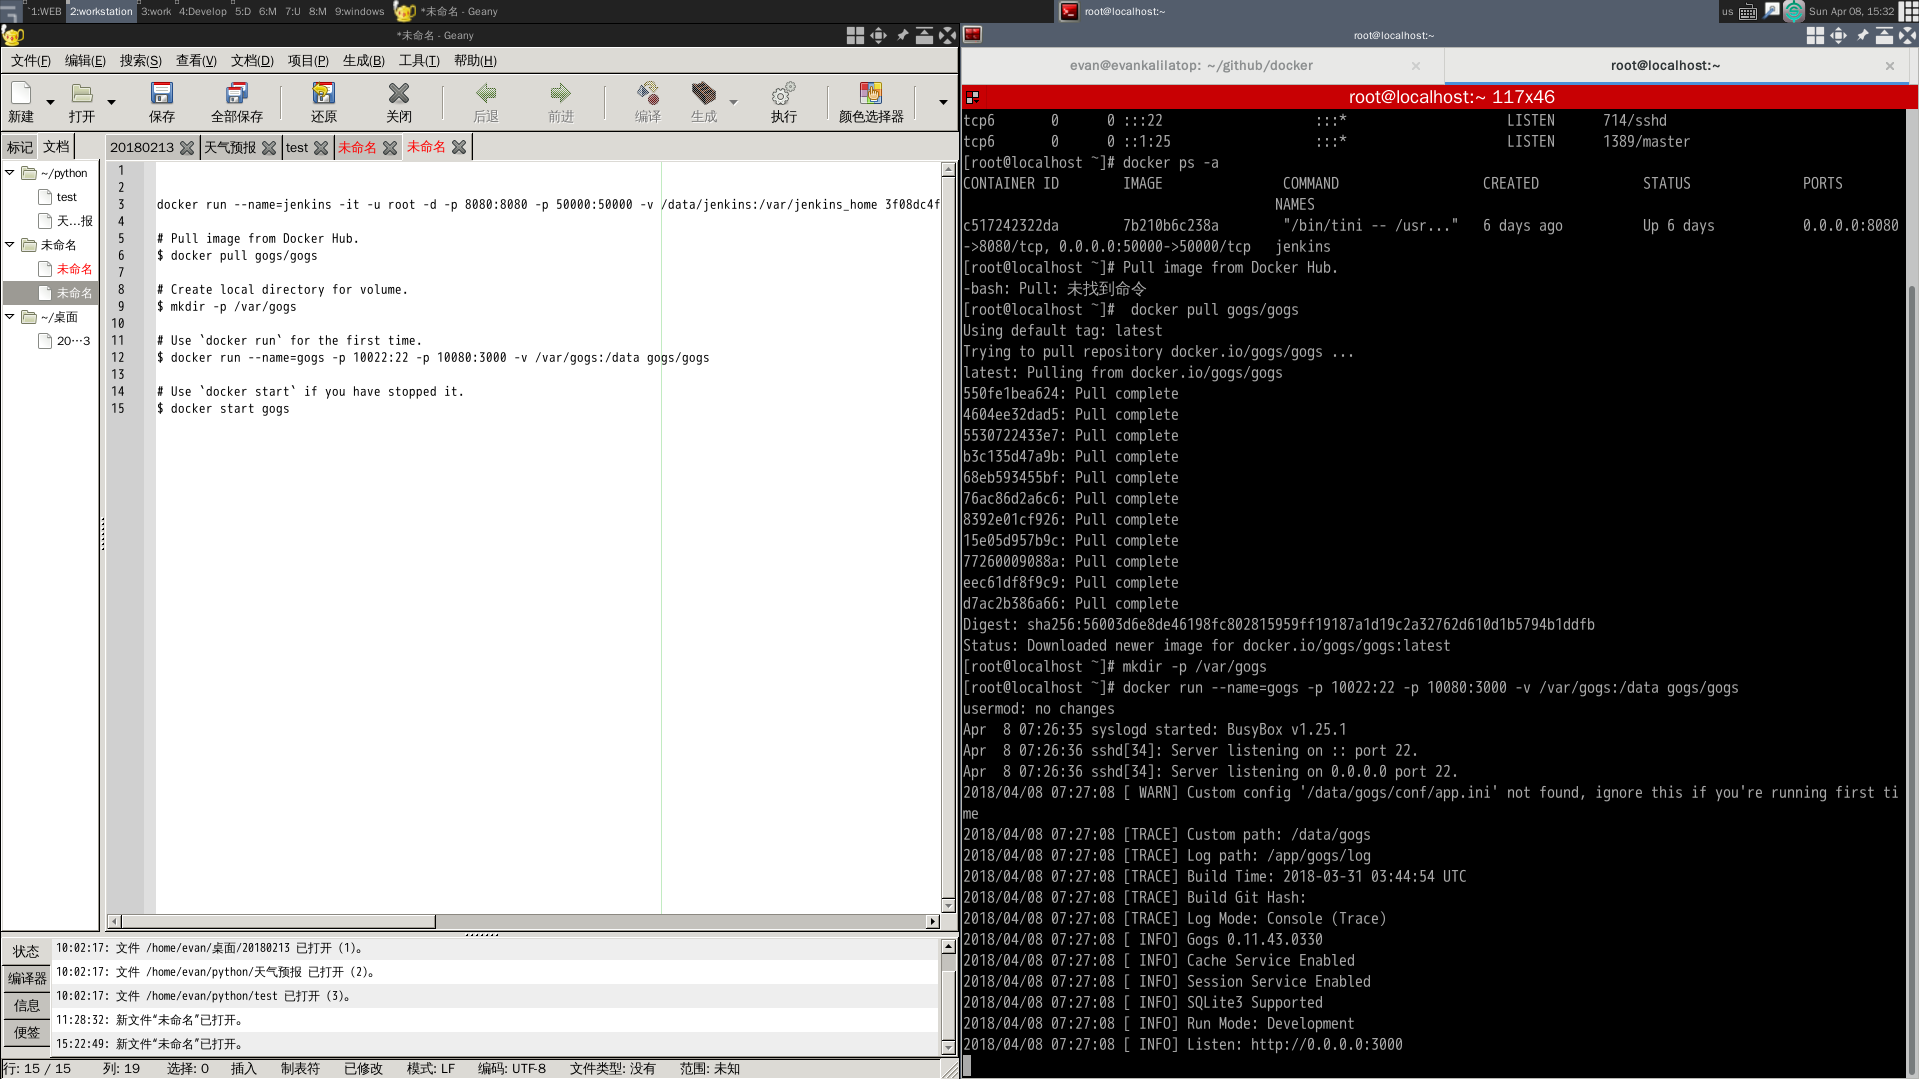 1:WEB 2:workstation 3:work 4:Develop 5:D 6:M 7:U 8:M 9:windows *未命名 - Geany
root@localhost:~
us Sun Apr 08, 15:32
*未命名 - Geany
文件(F) 编辑(E) 搜索(S) 查看(V) 文档(D) 项目(P) 生成(B) 工具(T) 帮助(H)
新建 打开 保存 全部保存 还原 关闭 后退 前进 编译 生成 执行 颜色选择器
标记 文档
20180213 天气预报 test 未命名 未命名
~/python
test
天…报
未命名
未命名
未命名
~/桌面
20…3
1
2
3 docker run --name=jenkins -it -u root -d -p 8080:8080 -p 50000:50000 -v /data/jenkins:/var/jenkins_home 3f08dc4f
4
5 # Pull image from Docker Hub.
6 $ docker pull gogs/gogs
7
8 # Create local directory for volume.
9 $ mkdir -p /var/gogs
10
11 # Use `docker run` for the first time.
12 $ docker run --name=gogs -p 10022:22 -p 10080:3000 -v /var/gogs:/data gogs/gogs
13
14 # Use `docker start` if you have stopped it.
15 $ docker start gogs
状态
编译器
信息
便签
10:02:17: 文件 /home/evan/桌面/20180213 已打开 (1)。
10:02:17: 文件 /home/evan/python/天气预报 已打开 (2)。
10:02:17: 文件 /home/evan/python/test 已打开 (3)。
11:28:32: 新文件“未命名”已打开。
15:22:49: 新文件“未命名”已打开。
行: 15 / 15 列: 19 选择: 0 插入 制表符 已修改 模式: LF 编码: UTF-8 文件类型: 没有 范围: 未知
root@localhost:~
evan@evankalilatop: ~/github/docker
root@localhost:~
root@localhost:~ 117x46
tcp6 0 0 :::22 :::* LISTEN 714/sshd
tcp6 0 0 ::1:25 :::* LISTEN 1389/master
[root@localhost ~]# docker ps -a
CONTAINER ID IMAGE COMMAND CREATED STATUS PORTS
NAMES
c517242322da 7b210b6c238a "/bin/tini -- /usr..." 6 days ago Up 6 days 0.0.0.0:8080
->8080/tcp, 0.0.0.0:50000->50000/tcp jenkins
[root@localhost ~]# Pull image from Docker Hub.
-bash: Pull: 未找到命令
[root@localhost ~]#  docker pull gogs/gogs
Using default tag: latest
Trying to pull repository docker.io/gogs/gogs ...
latest: Pulling from docker.io/gogs/gogs
550fe1bea624: Pull complete
4604ee32dad5: Pull complete
5530722433e7: Pull complete
b3c135d47a9b: Pull complete
68eb593455bf: Pull complete
76ac86d2a6c6: Pull complete
8392e01cf926: Pull complete
15e05d957b9c: Pull complete
77260009088a: Pull complete
eec61df8f9c9: Pull complete
d7ac2b386a66: Pull complete
Digest: sha256:56003d6e8de46198fc802815959ff19187a1d19c2a32762d610d1b5794b1ddfb
Status: Downloaded newer image for docker.io/gogs/gogs:latest
[root@localhost ~]# mkdir -p /var/gogs
[root@localhost ~]# docker run --name=gogs -p 10022:22 -p 10080:3000 -v /var/gogs:/data gogs/gogs
usermod: no changes
Apr  8 07:26:35 syslogd started: BusyBox v1.25.1
Apr  8 07:26:36 sshd[34]: Server listening on :: port 22.
Apr  8 07:26:36 sshd[34]: Server listening on 0.0.0.0 port 22.
2018/04/08 07:27:08 [ WARN] Custom config '/data/gogs/conf/app.ini' not found, ignore this if you're running first ti
me
2018/04/08 07:27:08 [TRACE] Custom path: /data/gogs
2018/04/08 07:27:08 [TRACE] Log path: /app/gogs/log
2018/04/08 07:27:08 [TRACE] Build Time: 2018-03-31 03:44:54 UTC
2018/04/08 07:27:08 [TRACE] Build Git Hash:
2018/04/08 07:27:08 [TRACE] Log Mode: Console (Trace)
2018/04/08 07:27:08 [ INFO] Gogs 0.11.43.0330
2018/04/08 07:27:08 [ INFO] Cache Service Enabled
2018/04/08 07:27:08 [ INFO] Session Service Enabled
2018/04/08 07:27:08 [ INFO] SQLite3 Supported
2018/04/08 07:27:08 [ INFO] Run Mode: Development
2018/04/08 07:27:08 [ INFO] Listen: http://0.0.0.0:3000